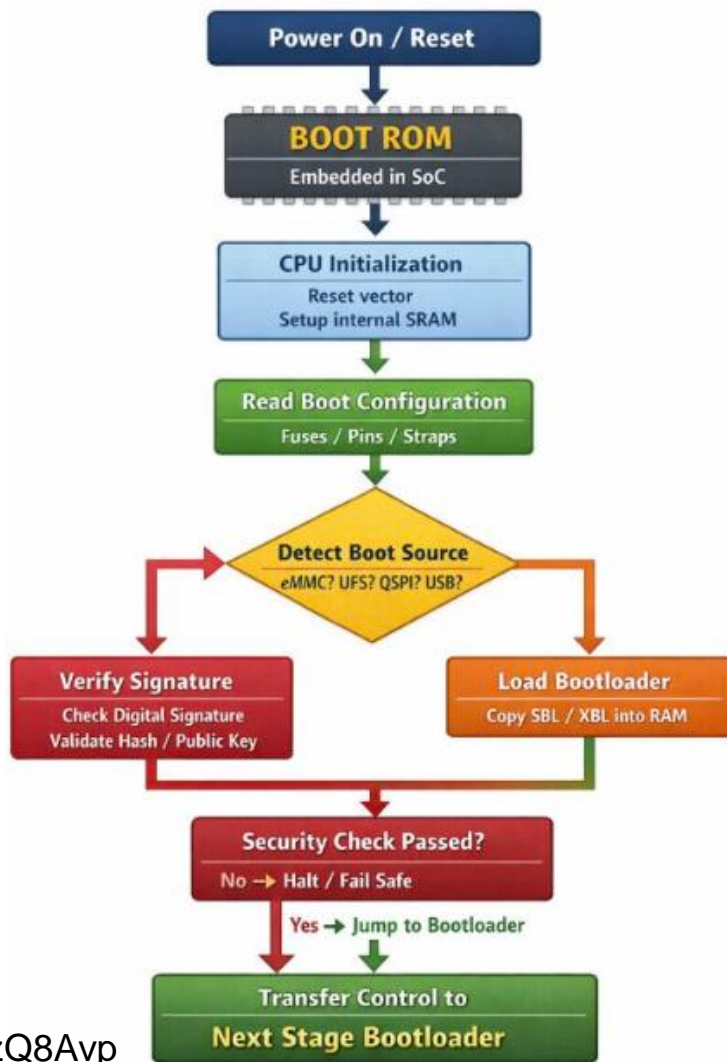 Power On / Reset
BOOT ROM
Embedded in SoC
CPU Initialization
Reset vector
Setup internal SRAM
Read Boot Configuration
Fuses / Pins / Straps
Detect Boot Source
eMMC? UFS? QSPI? USB?
Verify Signature
Check Digital Signature
Validate Hash / Public Key
Load Bootloader
Copy SBL / XBL into RAM
Security Check Passed?
No → Halt / Fail Safe
Yes → Jump to Bootloader
Transfer Control to
Next Stage Bootloader